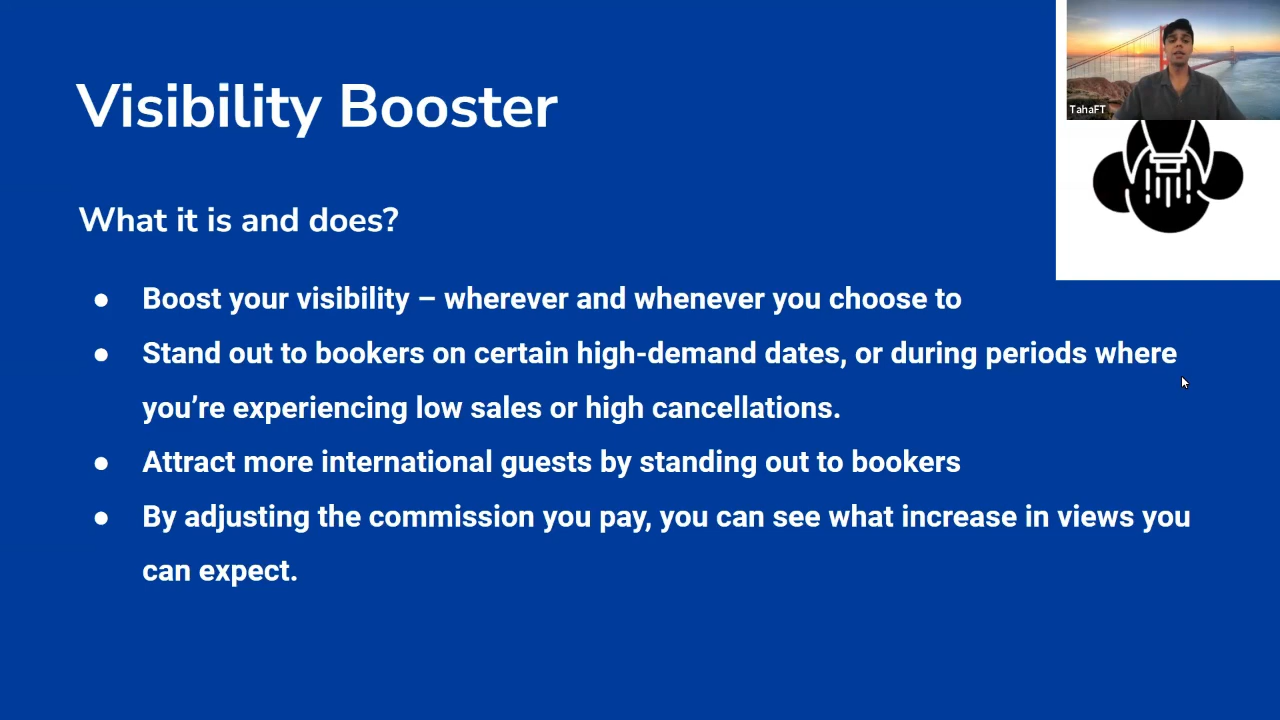 Visibility Booster
TahaFT
What it is and does?
● Boost your visibility – wherever and whenever you choose to
● Stand out to bookers on certain high-demand dates, or during periods where
you’re experiencing low sales or high cancellations.
● Attract more international guests by standing out to bookers
● By adjusting the commission you pay, you can see what increase in views you
can expect.